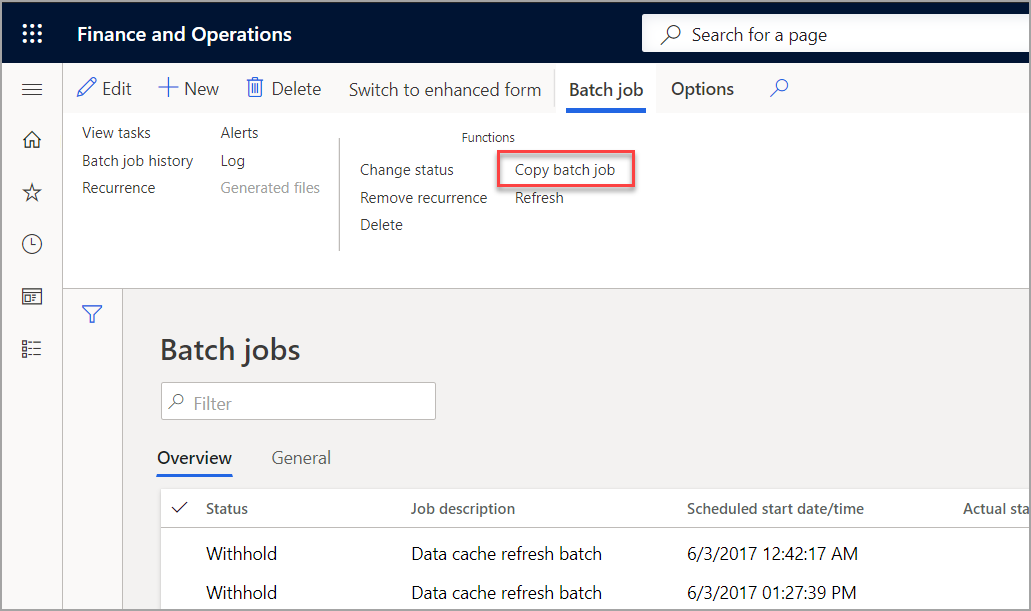 Finance and Operations
Search for a page
Edit New Delete Switch to enhanced form Batch job Options
View tasks Alerts
Batch job history Log
Recurrence Generated files
Functions
Change status Copy batch job
Remove recurrence Refresh
Delete
Batch jobs
Filter
Overview General
Status Job description Scheduled start date/time Actual sta
Withhold Data cache refresh batch 6/3/2017 12:42:17 AM
Withhold Data cache refresh batch 6/3/2017 01:27:39 PM